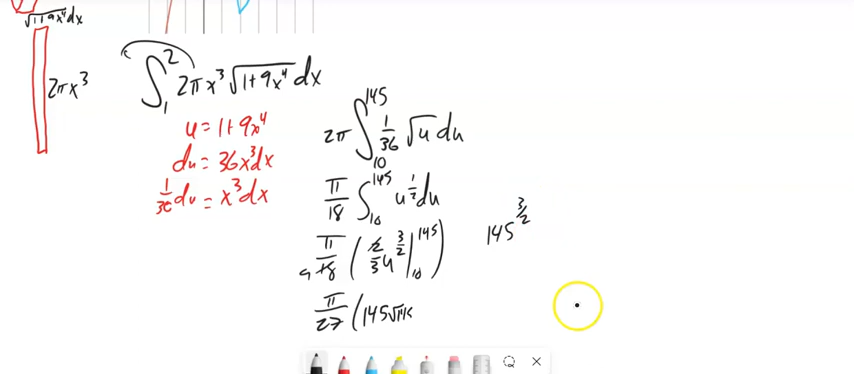 √1+9x⁴ dx
2πx³
∫₁² 2πx³ √1+9x⁴ dx
u = 1+9x⁴
du = 36x³dx
1/36 du = x³dx
2π ∫₁₀¹⁴⁵ 1/36 √u du
π/18 ∫₁₀¹⁴⁵ u^½ du
9 π/18 ( 2/3 u^3/2 |₁₀¹⁴⁵ )
145^3/2
π/27 ( 145√145